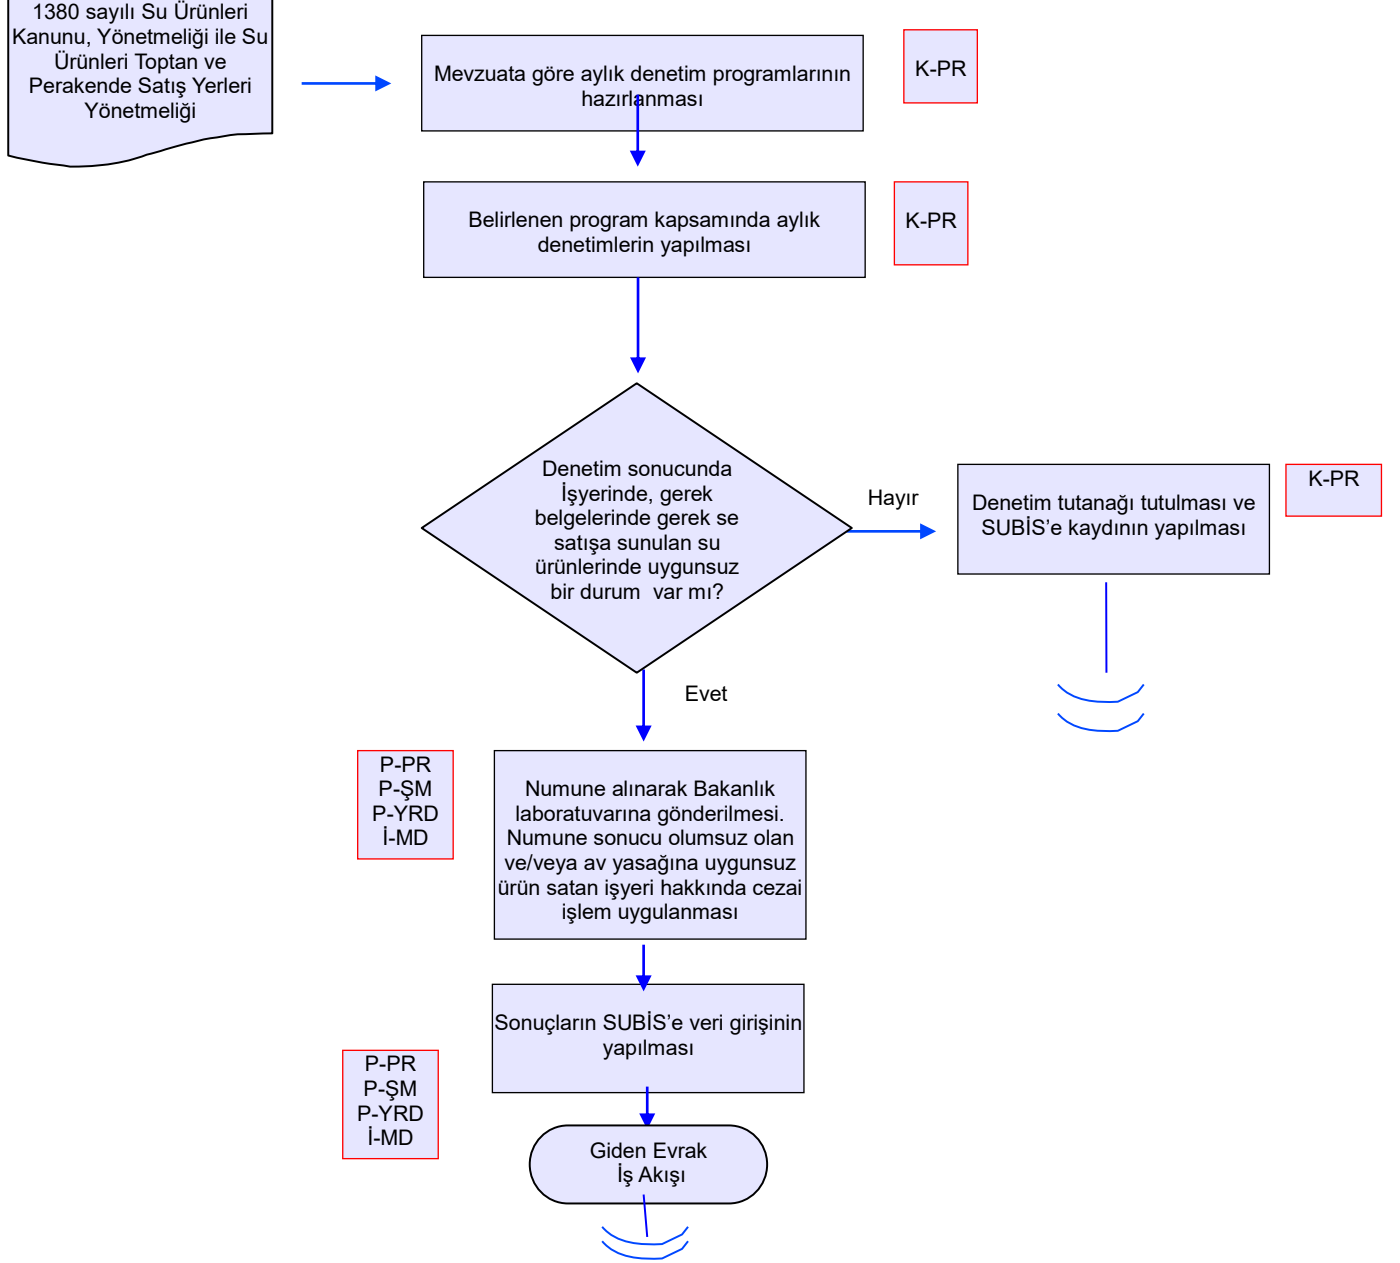 1380 sayılı Su Ürünleri
Kanunu, Yönetmeliği ile Su
Ürünleri Toptan ve
Perakende Satış Yerleri
Yönetmeliği
Mevzuata göre aylık denetim programlarının
hazırlanması
K-PR
Belirlenen program kapsamında aylık
denetimlerin yapılması
K-PR
Denetim sonucunda
İşyerinde, gerek
belgelerinde gerek se
satışa sunulan su
ürünlerinde uygunsuz
bir durum  var mı?
Hayır
Denetim tutanağı tutulması ve
SUBİS’e kaydının yapılması
K-PR
Evet
P-PR
P-ŞM
P-YRD
İ-MD
Numune alınarak Bakanlık
laboratuvarına gönderilmesi.
Numune sonucu olumsuz olan
ve/veya av yasağına uygunsuz
ürün satan işyeri hakkında cezai
işlem uygulanması
Sonuçların SUBİS’e veri girişinin
yapılması
P-PR
P-ŞM
P-YRD
İ-MD
Giden Evrak
İş Akışı